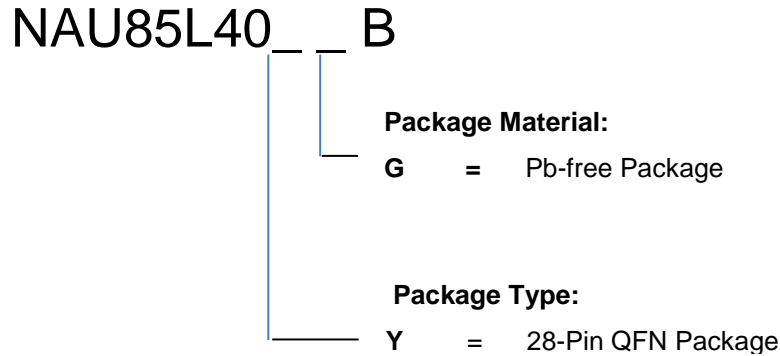 NAU85L40_ _ B
Package Material:
G = Pb-free Package
Package Type:
Y = 28-Pin QFN Package